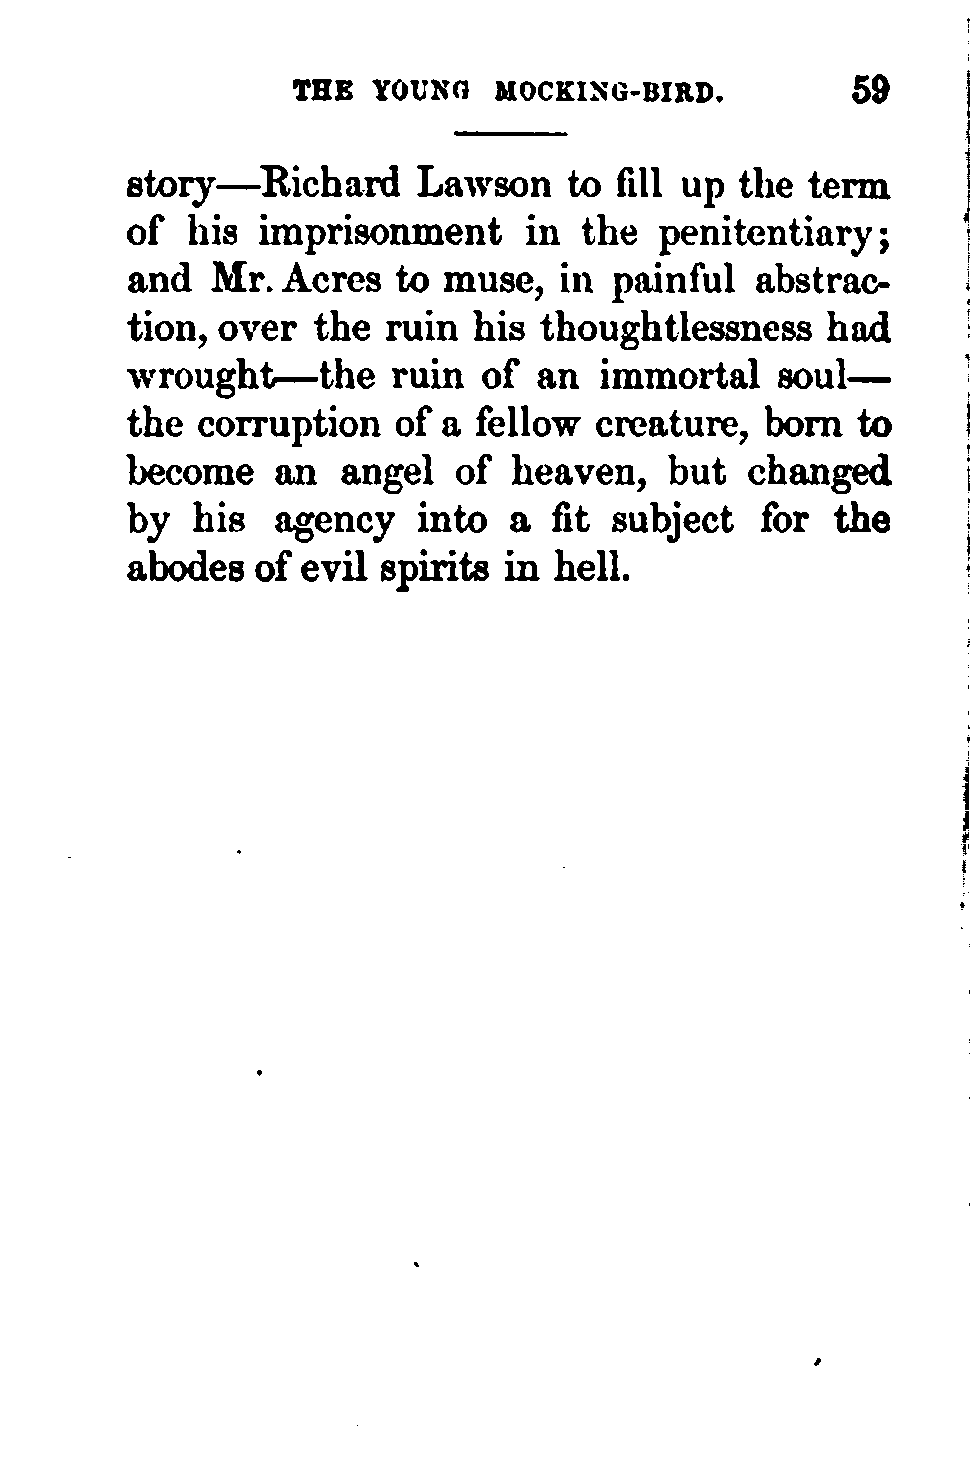 THE YOUNG MOCKING-BIRD. 59
story—Richard Lawson to fill up the term
of his imprisonment in the penitentiary;
and Mr. Acres to muse, in painful abstrac-
tion, over the ruin his thoughtlessness had
wrought—the ruin of an immortal soul—
the corruption of a fellow creature, born to
become an angel of heaven, but changed
by his agency into a fit subject for the
abodes of evil spirits in hell.